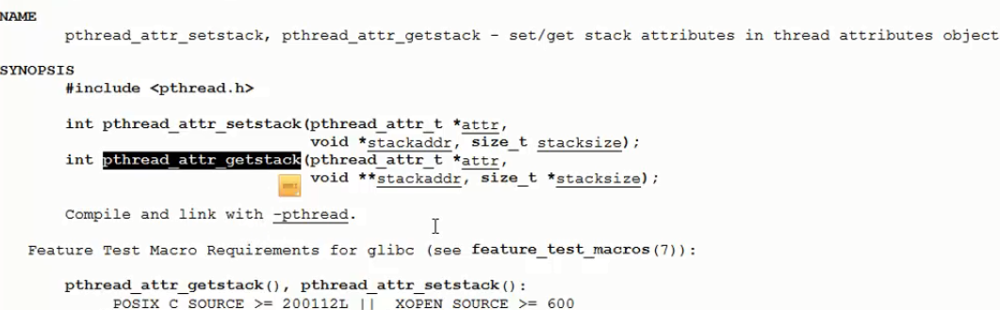 NAME
pthread_attr_setstack, pthread_attr_getstack - set/get stack attributes in thread attributes object
SYNOPSIS
#include <pthread.h>
int pthread_attr_setstack(pthread_attr_t *attr,
void *stackaddr, size_t stacksize);
int pthread_attr_getstack(pthread_attr_t *attr,
void **stackaddr, size_t *stacksize);
Compile and link with -pthread.
Feature Test Macro Requirements for glibc (see feature_test_macros(7)):
pthread_attr_getstack(), pthread_attr_setstack():
POSIX C SOURCE >= 200112L || XOPEN SOURCE >= 600